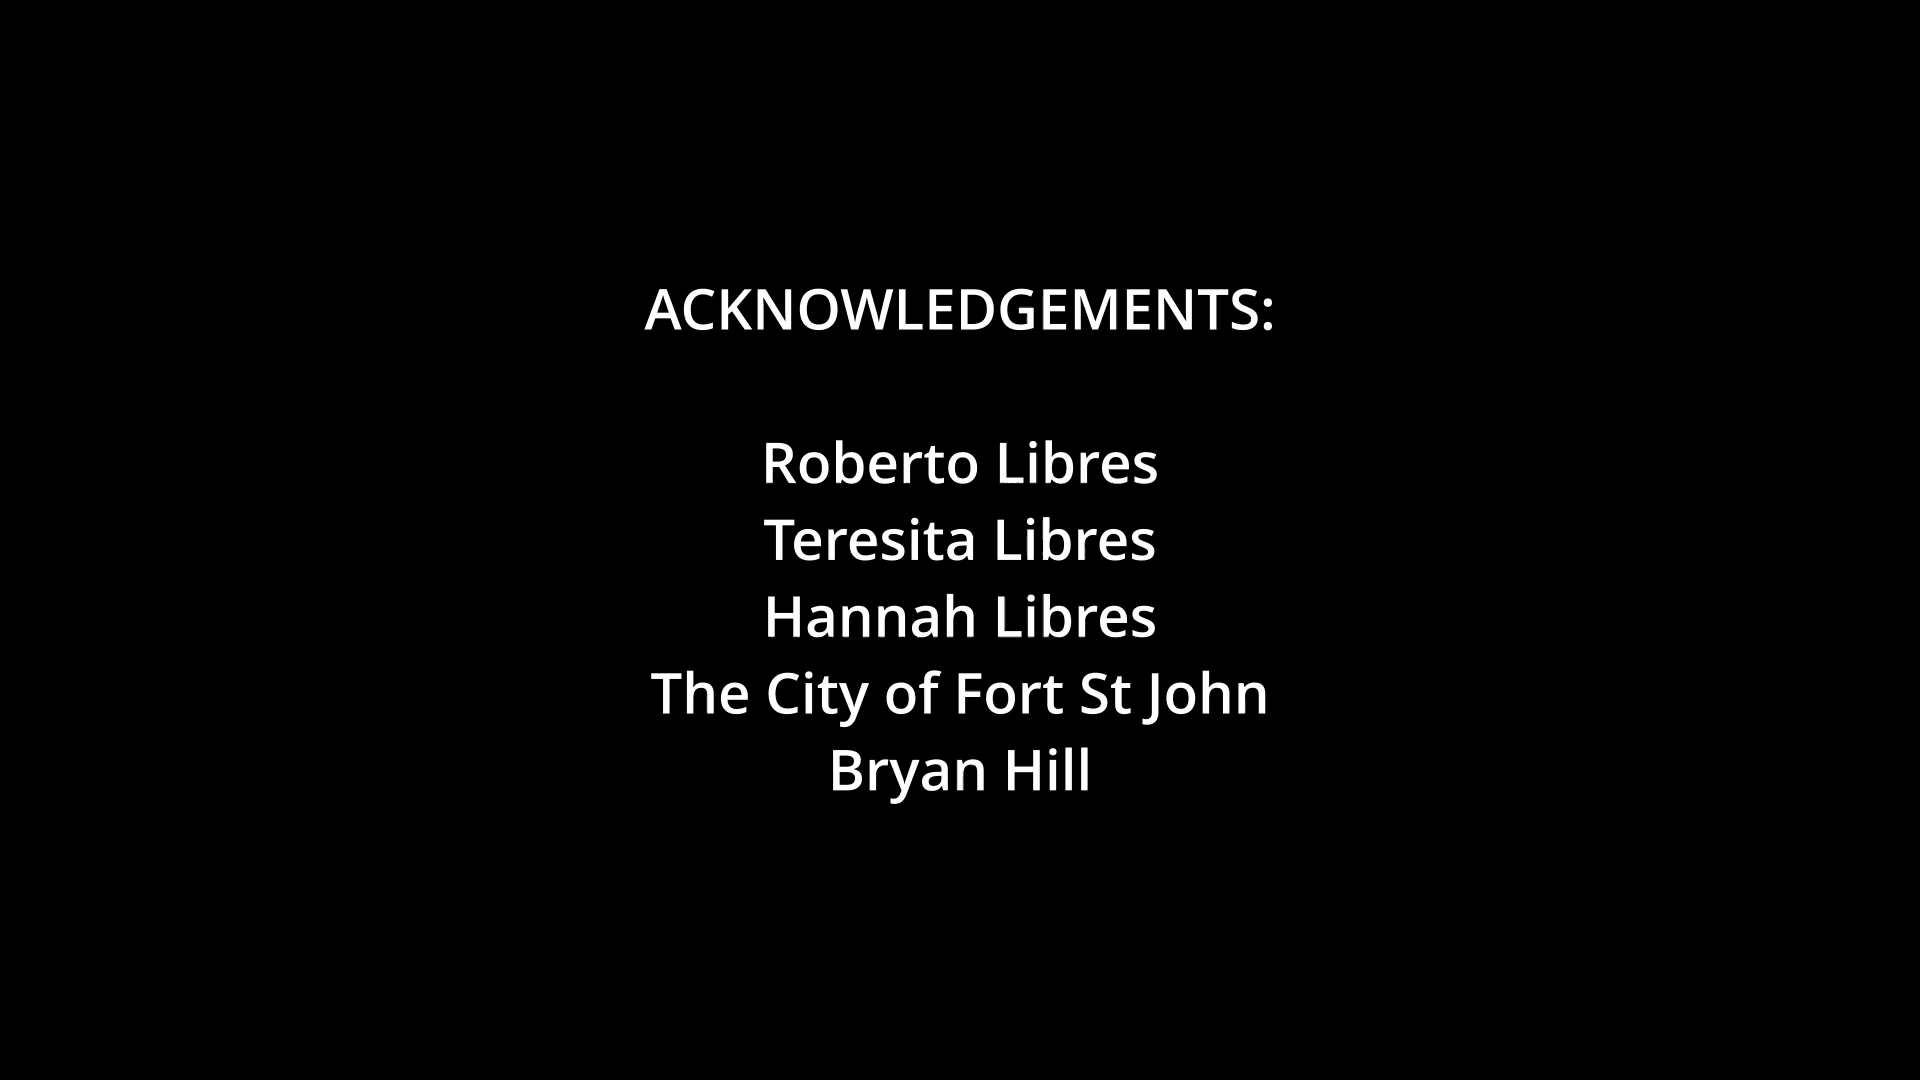 ACKNOWLEDGEMENTS:
Roberto Libres
Teresita Libres
Hannah Libres
The City of Fort St John
Bryan Hill